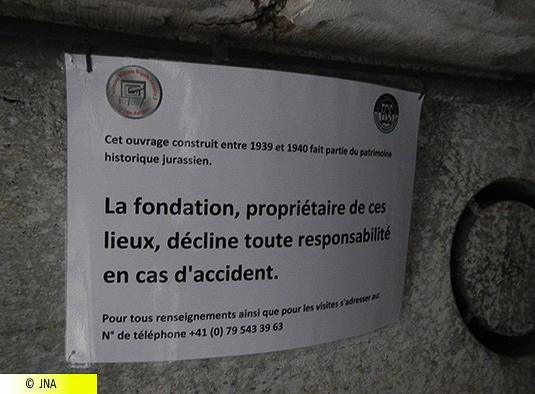 Cet ouvrage construit entre 1939 et 1940 fait partie du patrimoine
historique jurassien.
La fondation, propriétaire de ces
lieux, décline toute responsabilité
en cas d'accident.
Pour tous renseignements ainsi que pour les visites s'adresser au:
N° de téléphone +41 (0) 79 543 39 63
© JNA